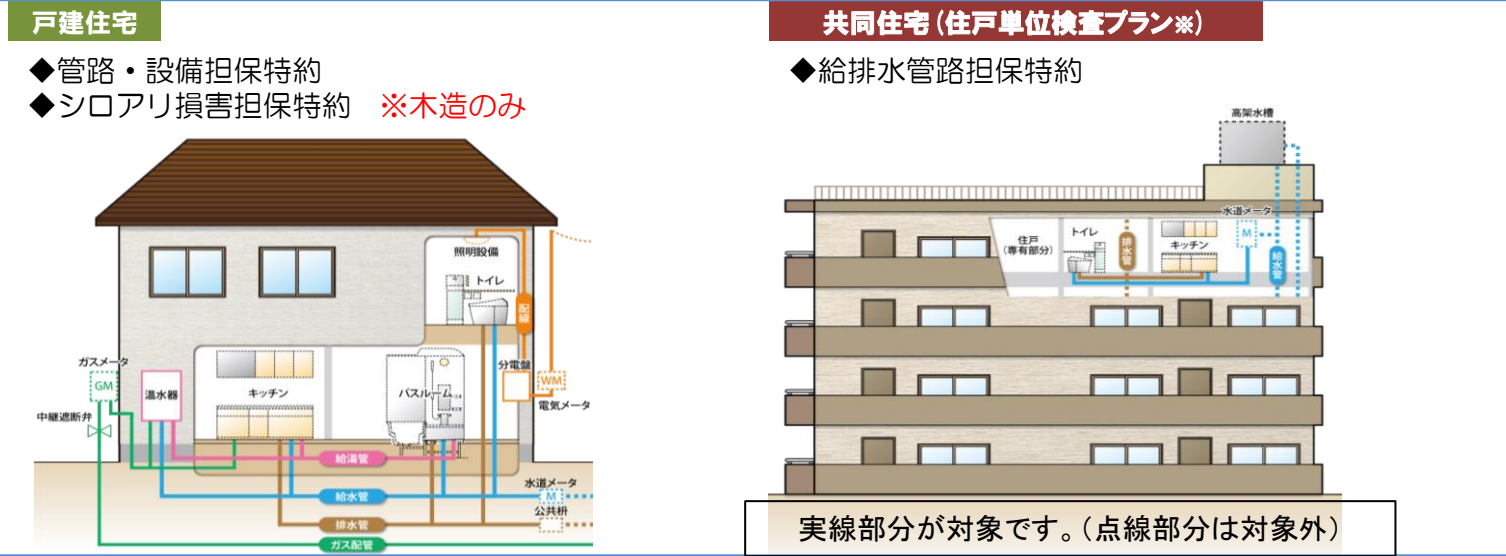 戸建住宅
◆管路・設備担保特約
◆シロアリ損害担保特約　※木造のみ
照明設備
トイレ
配線
分電盤
WM
電気メータ
ガスメータ
GM
温水器
中継遮断弁
キッチン
バスルーム
給湯管
給水管
排水管
ガス配管
水道メータ
M
公共枡
共同住宅（住戸単位検査プラン※）
◆給排水管路担保特約
高架水槽
水道メータ
住戸
（専有部分）
トイレ
排水管
キッチン
M
給水管
実線部分が対象です。（点線部分は対象外）